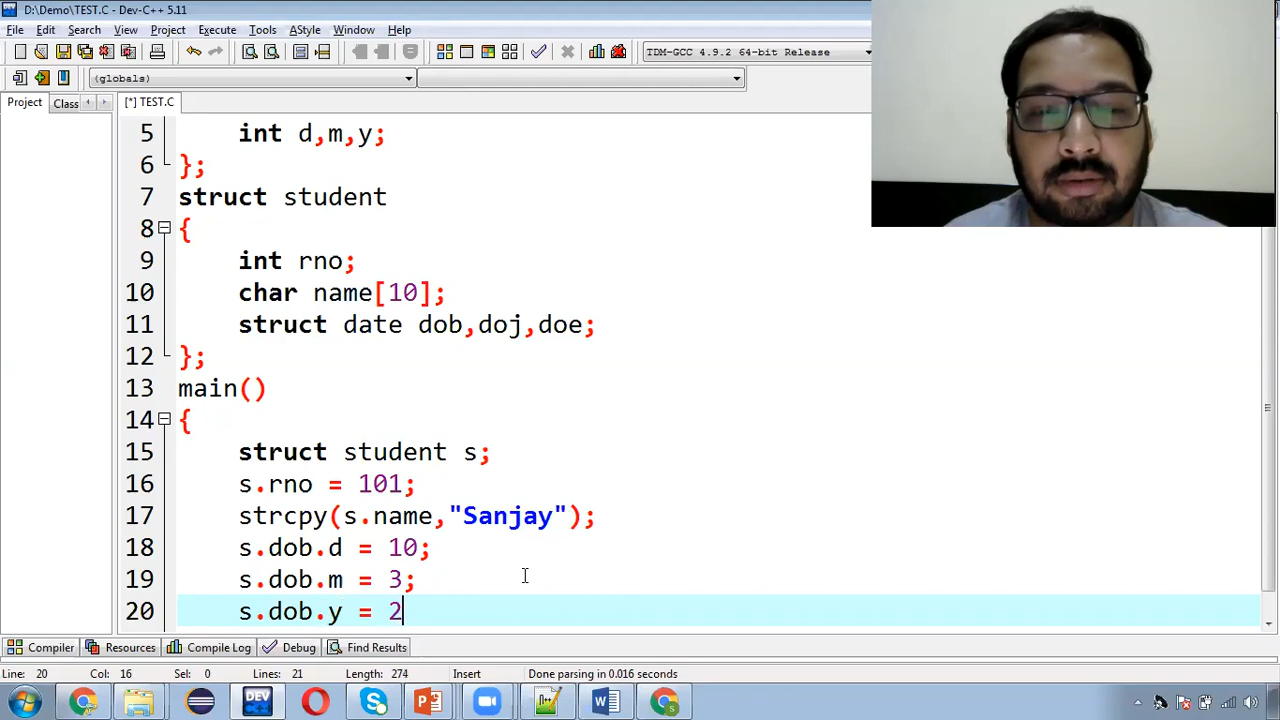 D:\Demo\TEST.C - Dev-C++ 5.11
File Edit Search View Project Execute Tools AStyle Window Help
TDM-GCC 4.9.2 64-bit Release
(globals)
Project Class [*] TEST.C
5 int d,m,y;
6 };
7 struct student
8 {
9 int rno;
10 char name[10];
11 struct date dob,doj,doe;
12 };
13 main()
14 {
15 struct student s;
16 s.rno = 101;
17 strcpy(s.name,"Sanjay");
18 s.dob.d = 10;
19 s.dob.m = 3;
20 s.dob.y = 2
Compiler Resources Compile Log Debug Find Results
Line: 20 Col: 16 Sel: 0 Lines: 21 Length: 274 Insert Done parsing in 0.016 seconds
DEV